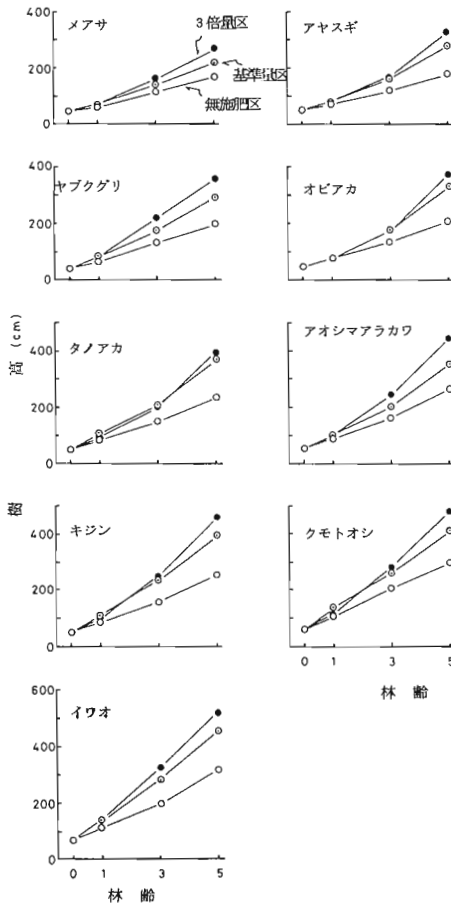 メアサ
3倍量区
基準量区
無施肥区
400
200
0
アヤスギ
ヤブクグリ
400
200
0
オビアカ
タノアカ
400
200
0
アオシマアラカワ
キジン
400
200
0
クモトオシ
0 1 3 5
林齢
イワオ
600
400
200
0
0 1 3 5
林齢
樹高 (cm)